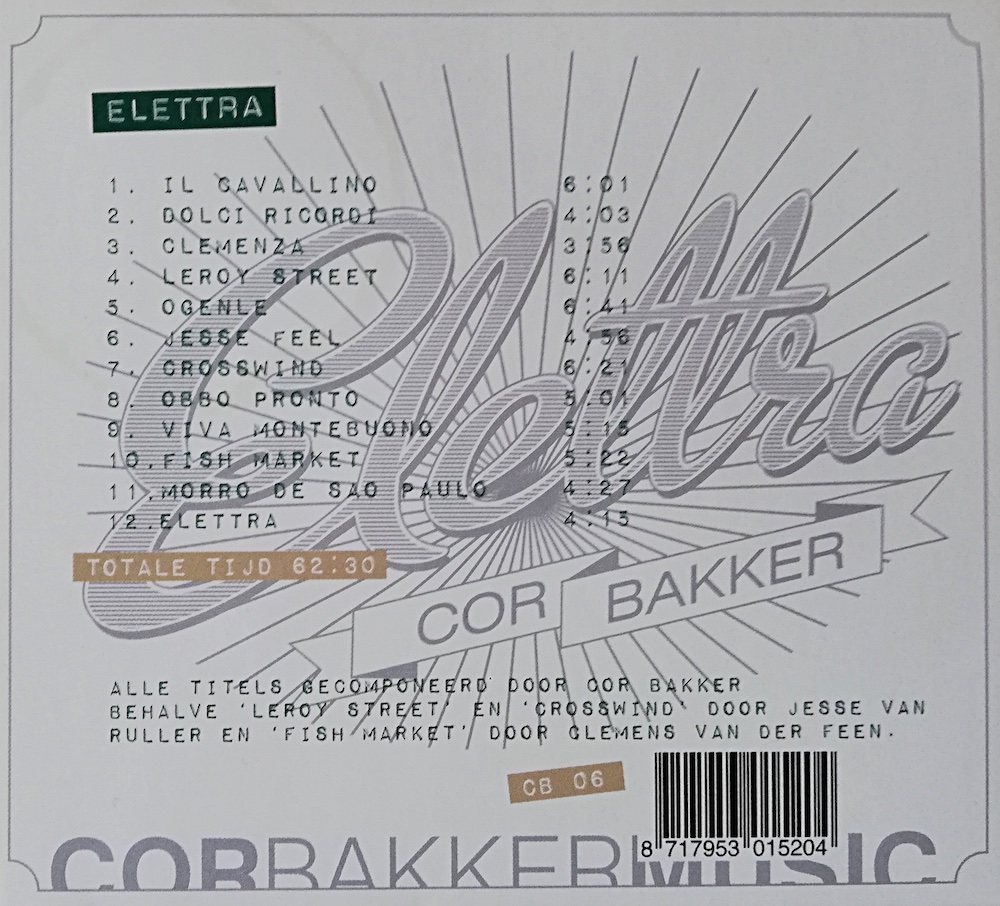 ELETTRA
1. IL CAVALLINO 6:01
2. DOLCI RICORDI 4:03
3. CLEMENZA 3:56
4. LEROY STREET 6:11
5. OGENLE 6:41
6. JESSE FEEL 4:56
7. CROSSWIND 6:21
8. OBBO PRONTO 5:01
9. VIVA MONTEBUONO 5:15
10. FISH MARKET 5:22
11. MORRO DE SAO PAULO 4:27
12. ELETTRA 4:15
Elettra
TOTALE TIJD 62:30
COR BAKKER
ALLE TITELS GECOMPONEERD DOOR COR BAKKER
BEHALVE 'LEROY STREET' EN 'CROSSWIND' DOOR JESSE VAN
RULLER EN 'FISH MARKET' DOOR CLEMENS VAN DER FEEN.
CB 06
8 717953 015204
CORBAKKERMUSIC